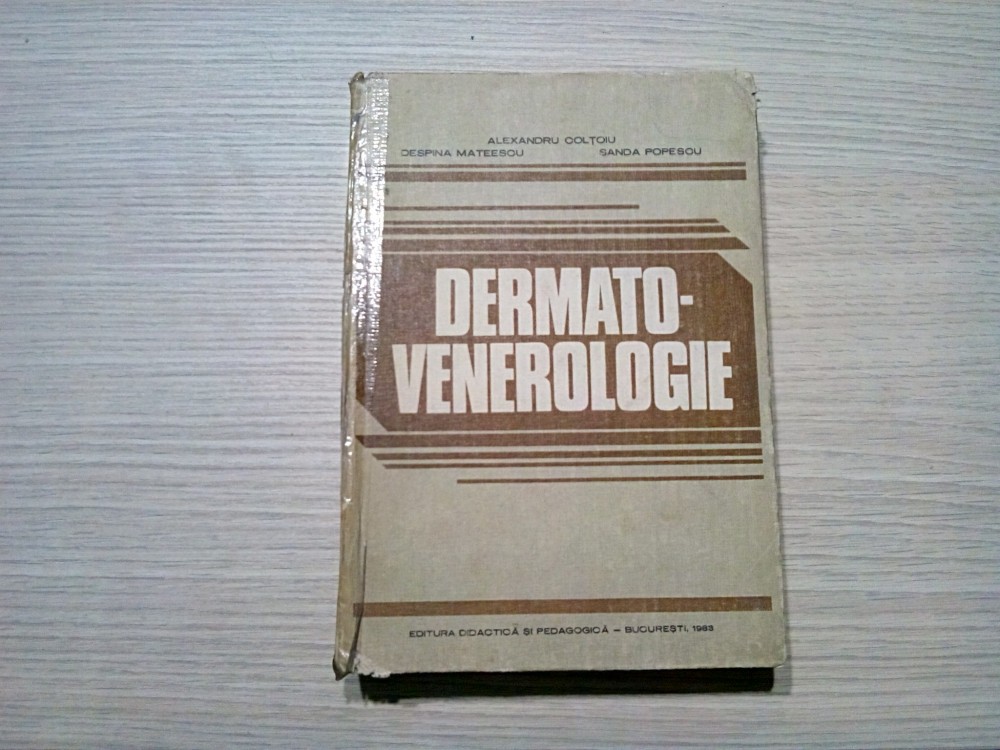 ALEXANDRU COLȚOIU
DESPINA MATEESCU SANDA POPESCU
DERMATO-
VENEROLOGIE
EDITURA DIDACTICĂ ȘI PEDAGOGICĂ – BUCUREȘTI, 1983